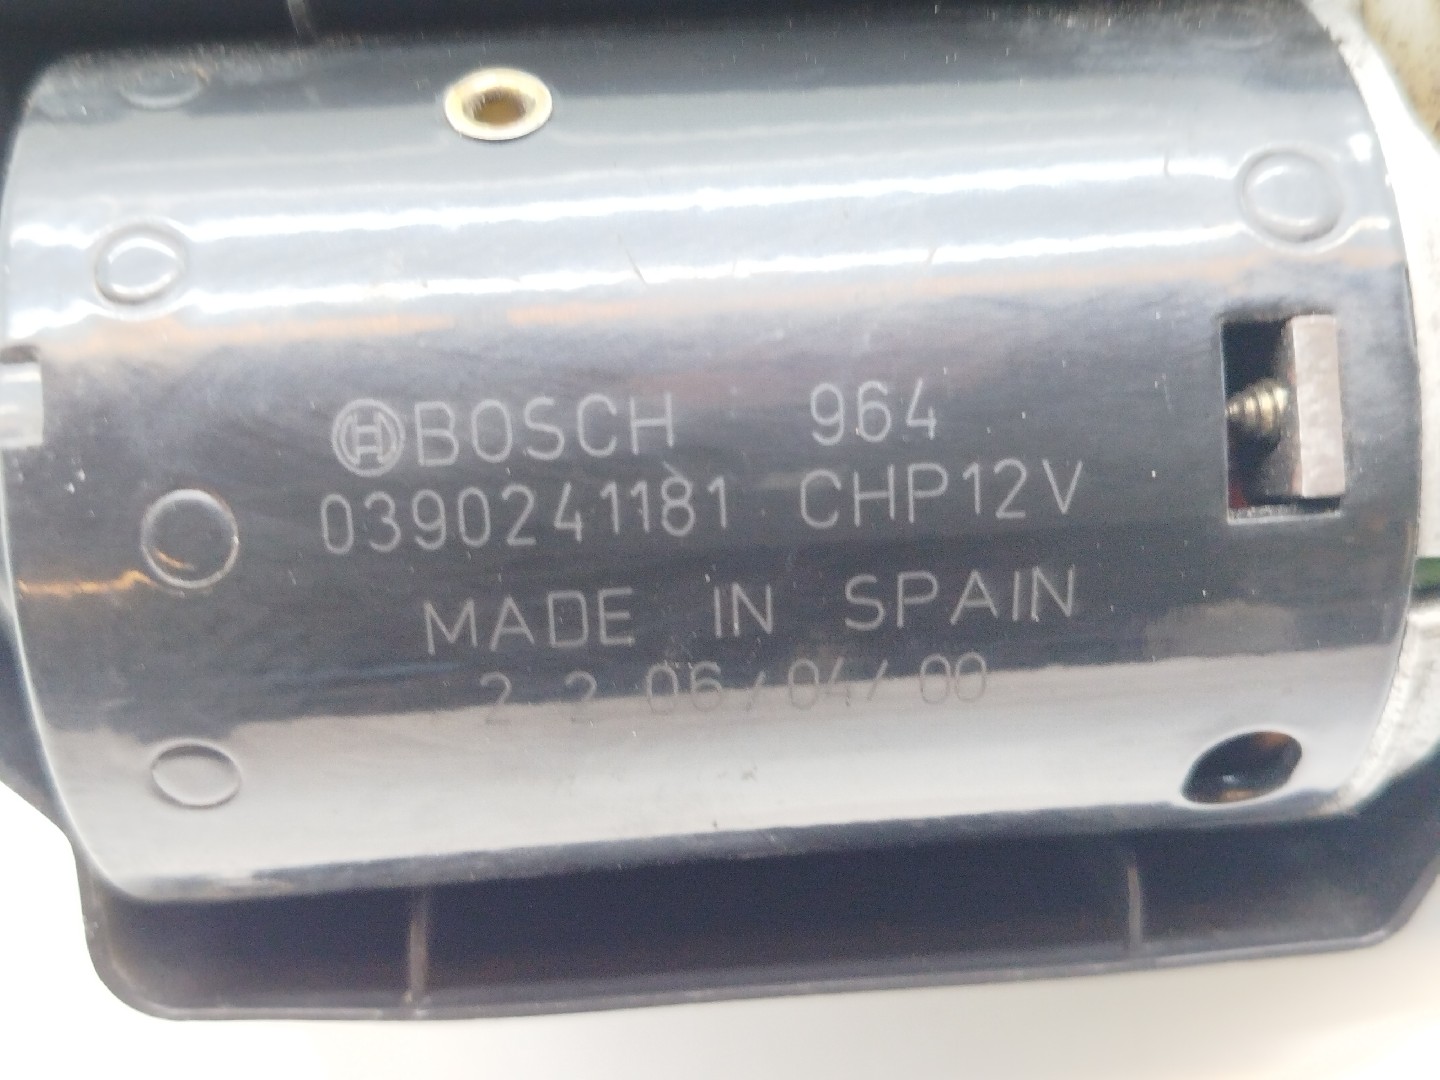 BOSCH 964
0390241181 CHP12V
MADE IN SPAIN
2 2 06/04/00